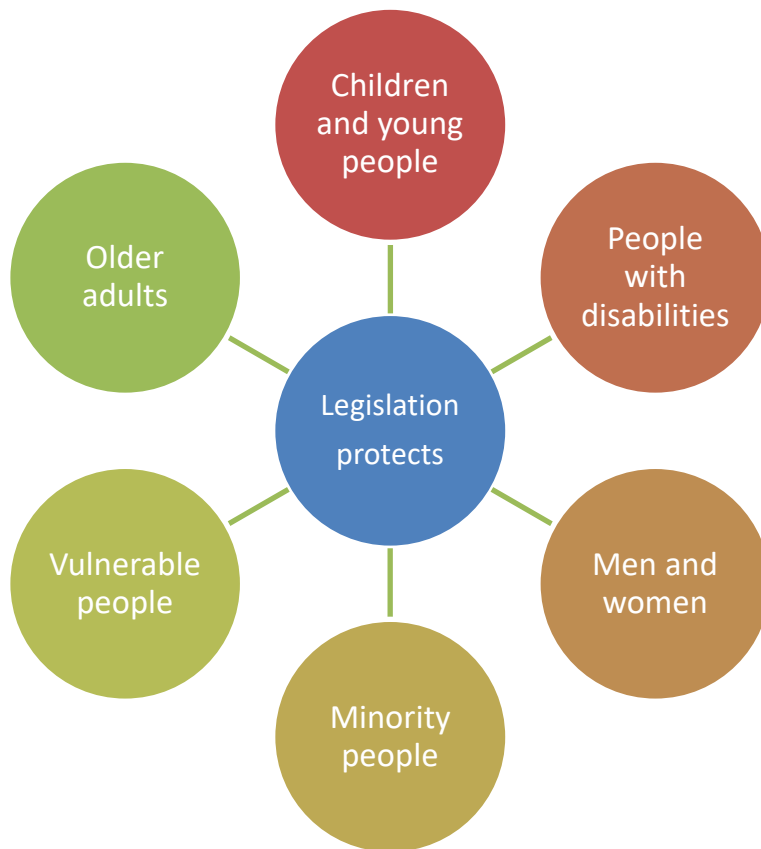 Children
and young
people
Older
adults
People
with
disabilities
Legislation
protects
Vulnerable
people
Men and
women
Minority
people